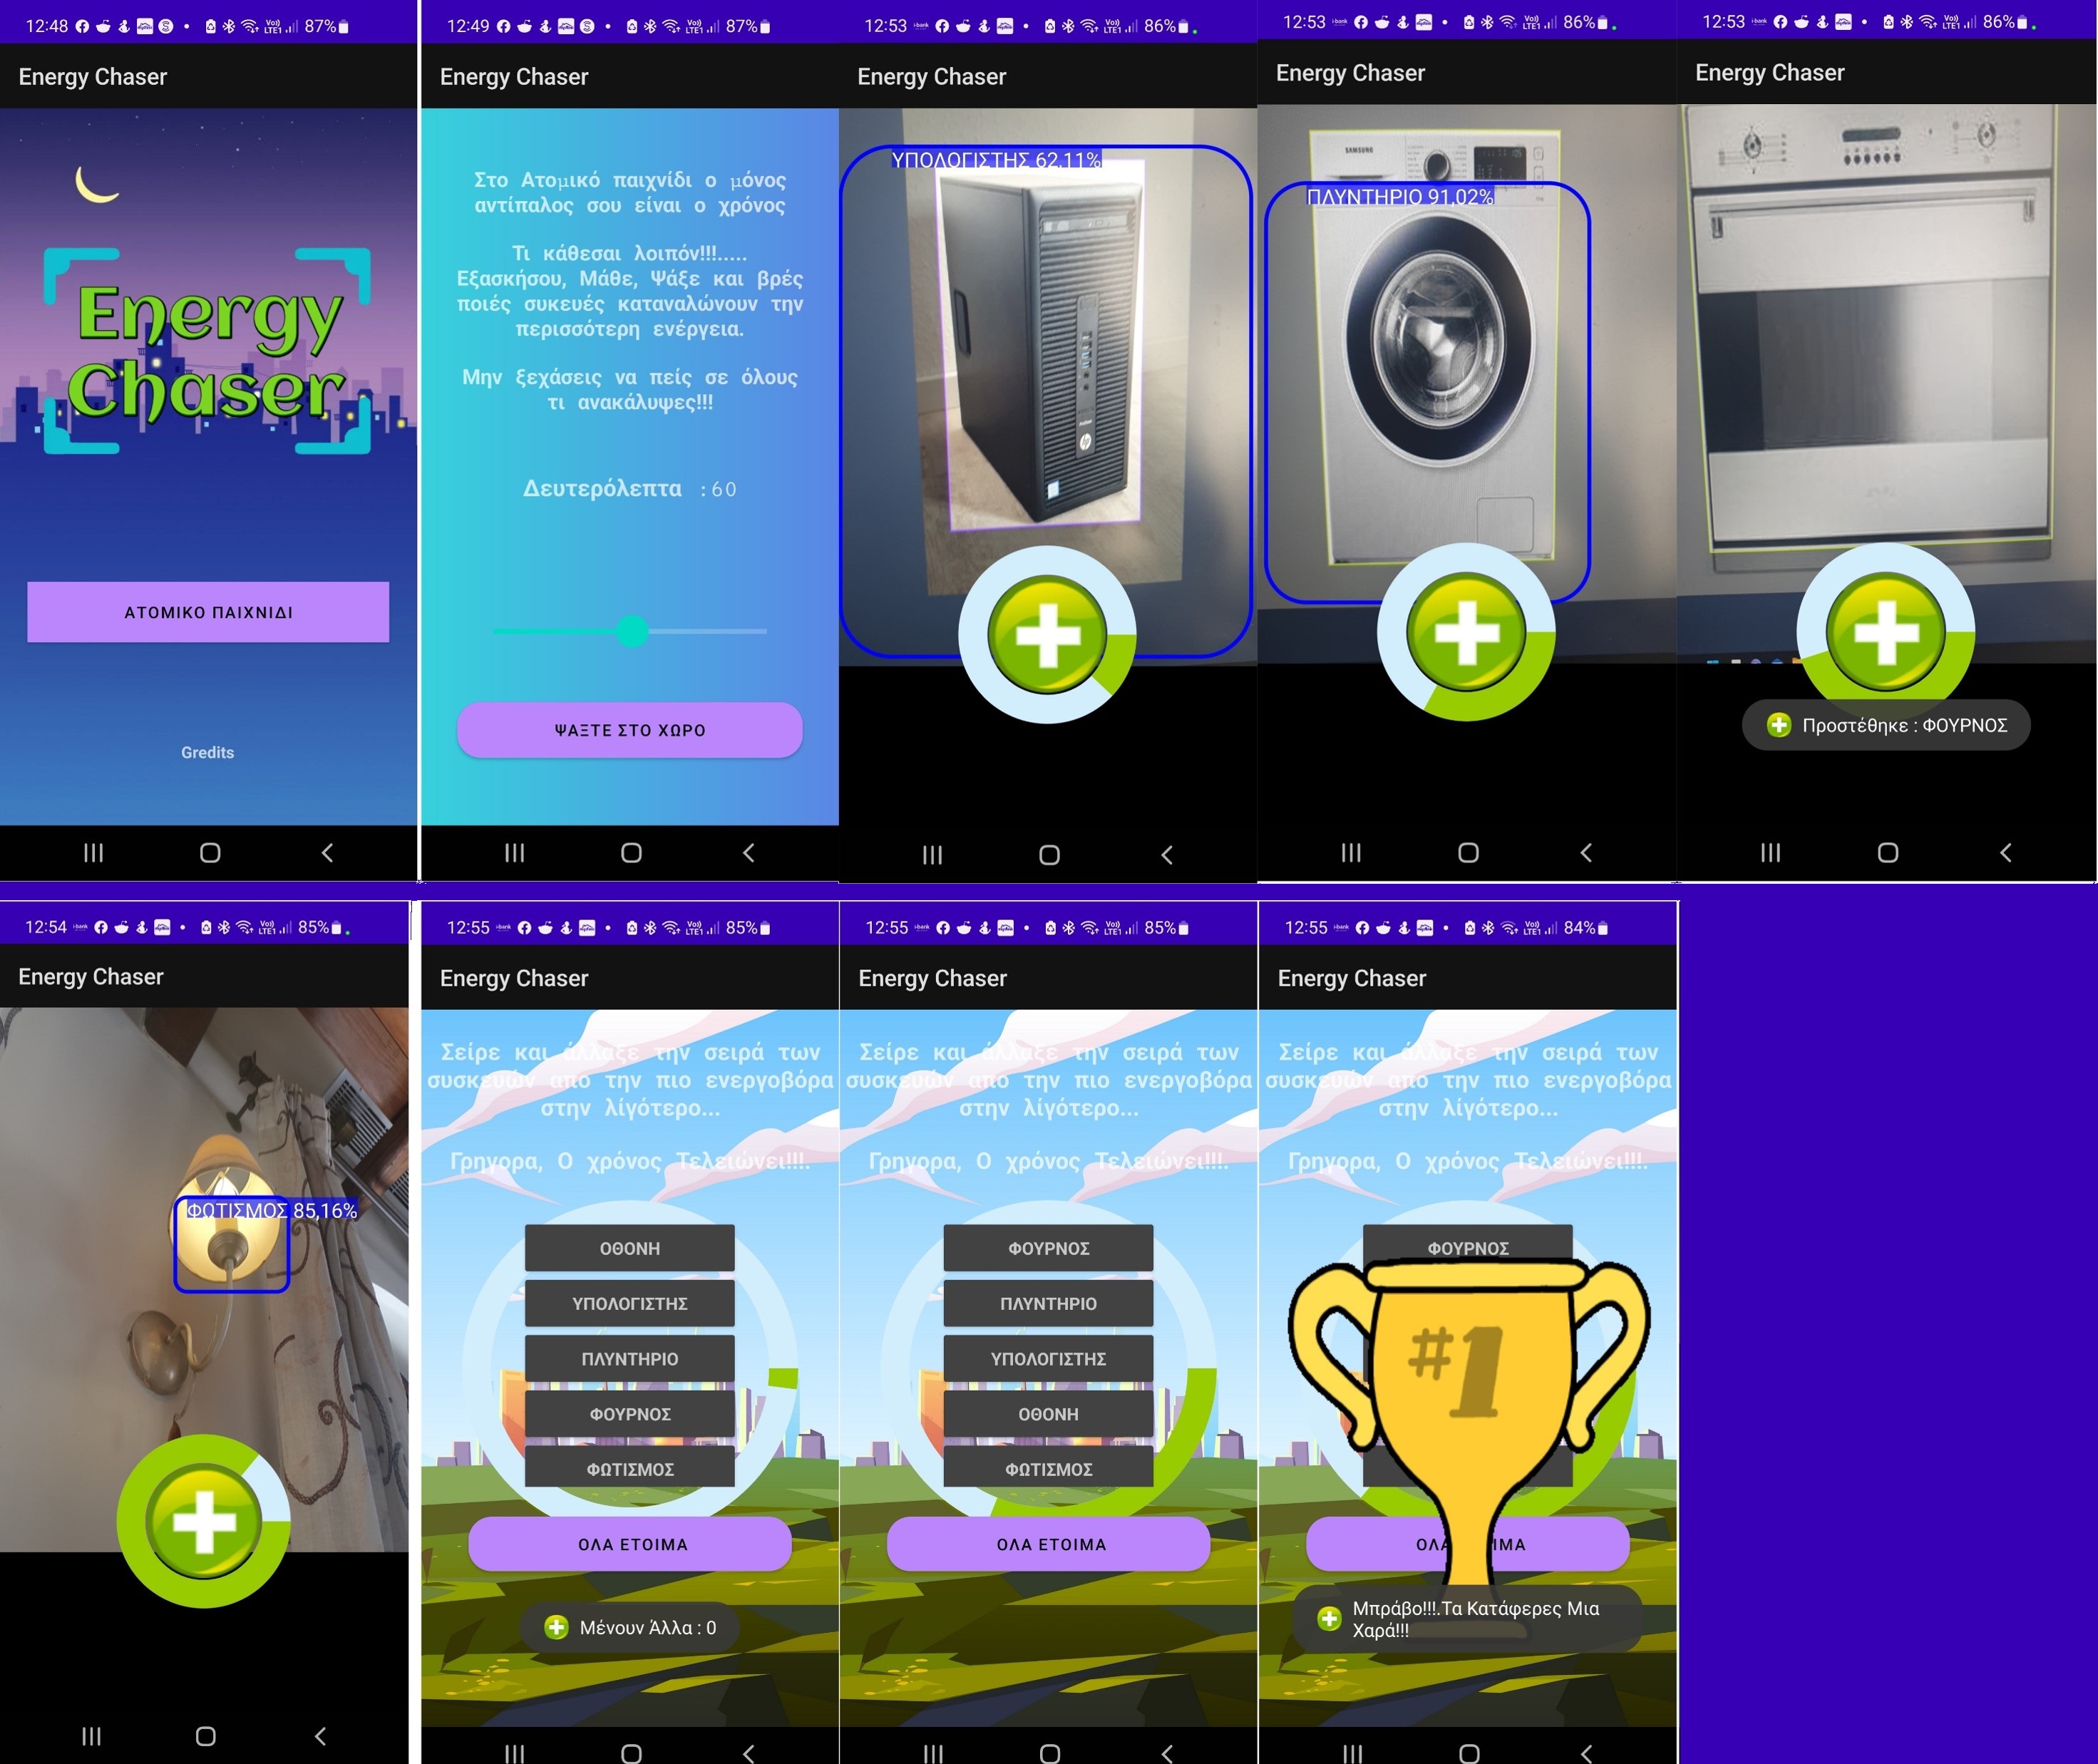 12:48
87%
Energy Chaser
Energy
Chaser
ΑΤΟΜΙΚΟ ΠΑΙΧΝΙΔΙ
Gredits
12:49
87%
Energy Chaser
Στο Ατομικό παιχνίδι ο μόνος
αντίπαλος σου είναι ο χρόνος
Τι κάθεσαι λοιπόν!!!.....
Εξασκήσου, Μάθε, Ψάξε και βρές
ποιές συκευές καταναλώνουν την
περισσότερη ενέργεια.
Μην ξεχάσεις να πείς σε όλους
τι ανακάλυψες!!!
Δευτερόλεπτα :60
ΨΑΞΤΕ ΣΤΟ ΧΩΡΟ
12:53
86%
Energy Chaser
ΥΠΟΛΟΓΙΣΤΗΣ 62,11%
hp
12:53
86%
Energy Chaser
SAMSUNG
ΠΛΥΝΤΗΡΙΟ 91,02%
12:53
86%
Energy Chaser
Προστέθηκε : ΦΟΥΡΝΟΣ
12:54
85%
Energy Chaser
ΦΩΤΙΣΜΟΣ 85,16%
12:55
85%
Energy Chaser
Σείρε και άλλαξε την σειρά των
συσκευών απο την πιο ενεργοβόρα
στην λίγότερο...
Γρηγορα, Ο χρόνος Τελειώνει!!!.
ΟΘΟΝΗ
ΥΠΟΛΟΓΙΣΤΗΣ
ΠΛΥΝΤΗΡΙΟ
ΦΟΥΡΝΟΣ
ΦΩΤΙΣΜΟΣ
ΟΛΑ ΕΤΟΙΜΑ
Μένουν Άλλα : 0
12:55
85%
Energy Chaser
Σείρε και άλλαξε την σειρά των
συσκευών απο την πιο ενεργοβόρα
στην λίγότερο...
Γρηγορα, Ο χρόνος Τελειώνει!!!.
ΦΟΥΡΝΟΣ
ΠΛΥΝΤΗΡΙΟ
ΥΠΟΛΟΓΙΣΤΗΣ
ΟΘΟΝΗ
ΦΩΤΙΣΜΟΣ
ΟΛΑ ΕΤΟΙΜΑ
12:55
84%
Energy Chaser
Σείρε και άλλαξε την σειρά των
συσκευών απο την πιο ενεργοβόρα
στην λίγότερο...
Γρηγορα, Ο χρόνος Τελειώνει!!!.
ΦΟΥΡΝΟΣ
#1
Μπράβο!!!.Τα Κατάφερες Μια
Χαρά!!!